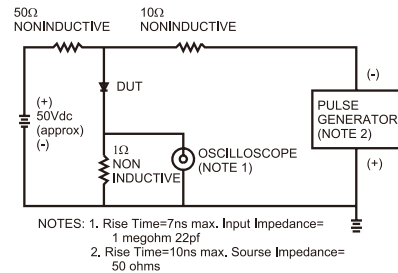 50Ω
NONINDUCTIVE
10Ω
NONINDUCTIVE
(+)
50Vdc
(approx)
(-)
DUT
1Ω
NON
INDUCTIVE
OSCILLOSCOPE
(NOTE 1)
(-)
PULSE
GENERATOR
(NOTE 2)
(+)
NOTES: 1. Rise Time=7ns max. Input Impedance=
1 megohm 22pf
2. Rise Time=10ns max. Sourse Impedance=
50 ohms